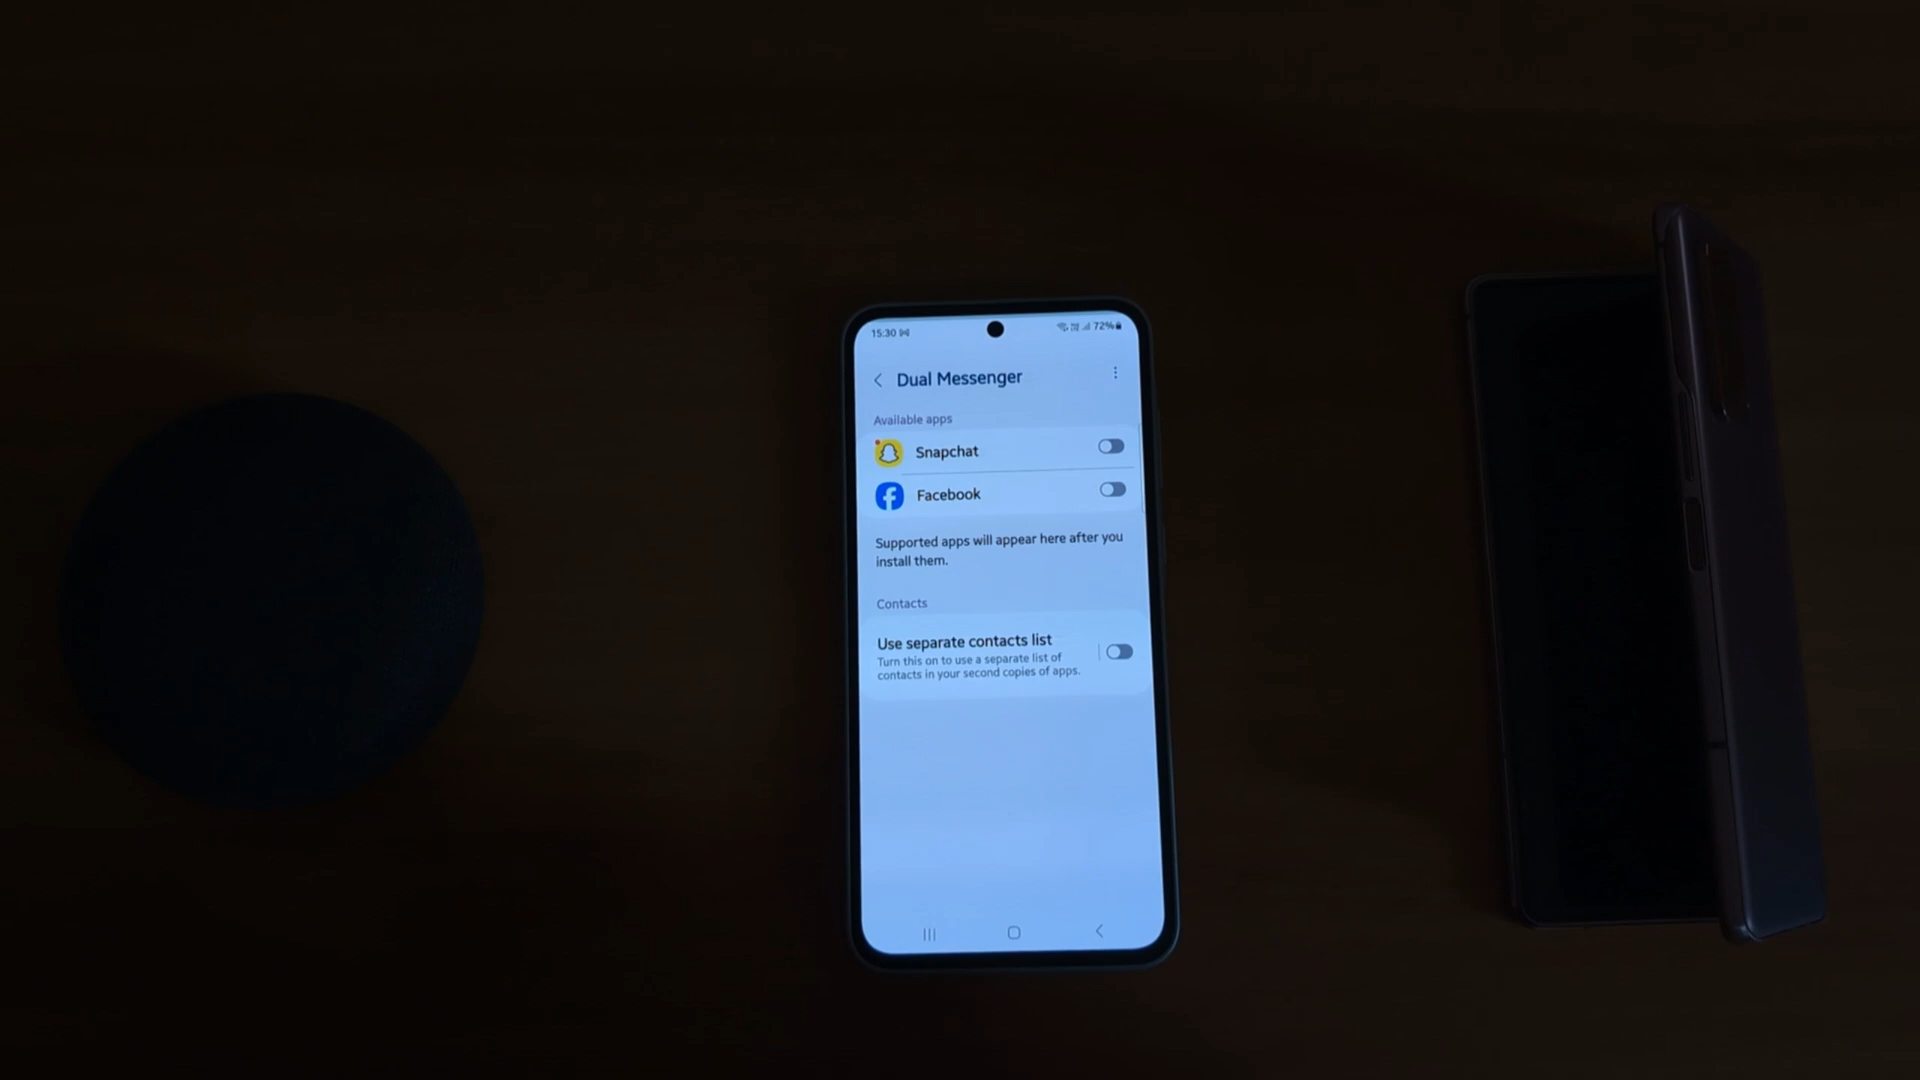 15:30
72%
Dual Messenger
Available apps
Snapchat
Facebook
Supported apps will appear here after you
install them.
Contacts
Use separate contacts list
Turn this on to use a separate list of
contacts in your second copies of apps.